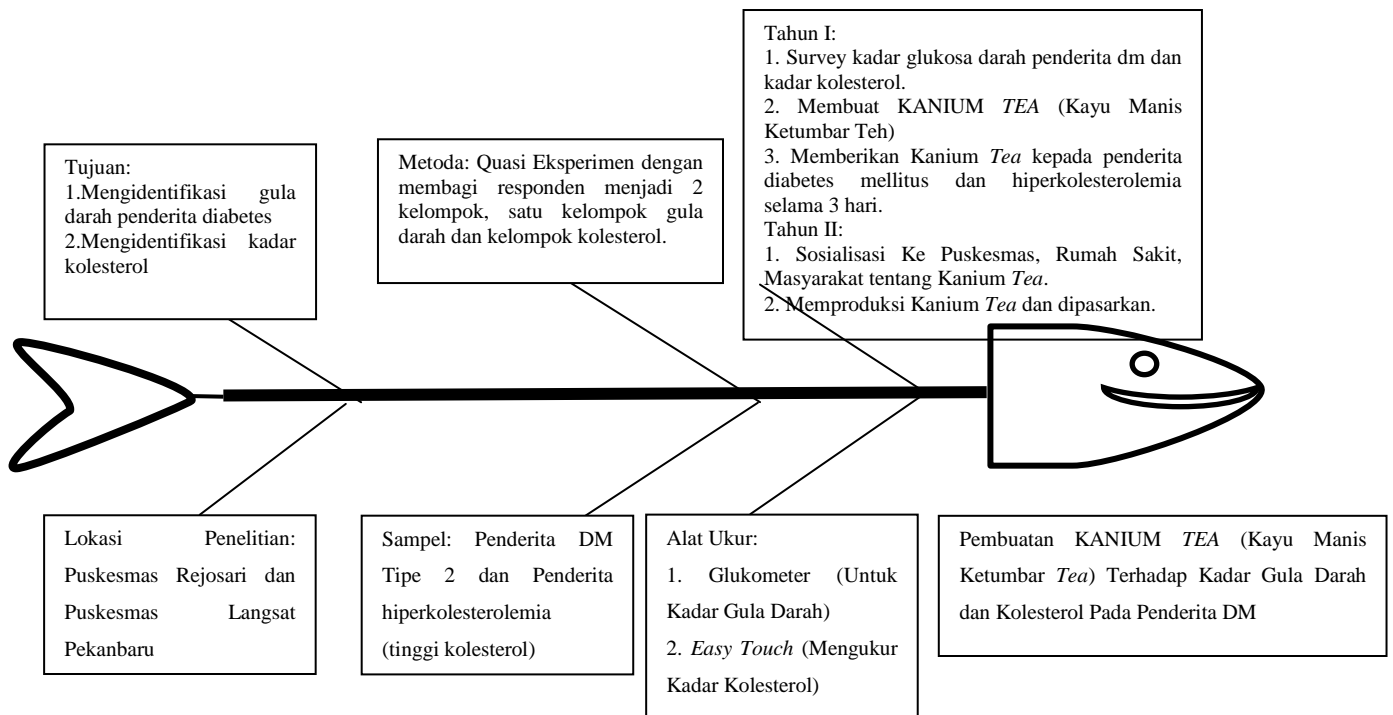 Tahun I:
1. Survey kadar glukosa darah penderita dm dan
kadar kolesterol.
2. Membuat KANIUM TEA (Kayu Manis
Ketumbar Teh)
3. Memberikan Kanium Tea kepada penderita
diabetes mellitus dan hiperkolesterolemia
selama 3 hari.
Tahun II:
1. Sosialisasi Ke Puskesmas, Rumah Sakit,
Masyarakat tentang Kanium Tea.
2. Memproduksi Kanium Tea dan dipasarkan.
Tujuan:
1.Mengidentifikasi gula
darah penderita diabetes
2.Mengidentifikasi kadar
kolesterol
Metoda: Quasi Eksperimen dengan
membagi responden menjadi 2
kelompok, satu kelompok gula
darah dan kelompok kolesterol.
Lokasi Penelitian:
Puskesmas Rejosari dan
Puskesmas Langsat
Pekanbaru
Sampel: Penderita DM
Tipe 2 dan Penderita
hiperkolesterolemia
(tinggi kolesterol)
Alat Ukur:
1. Glukometer (Untuk
Kadar Gula Darah)
2. Easy Touch (Mengukur
Kadar Kolesterol)
Pembuatan KANIUM TEA (Kayu Manis
Ketumbar Tea) Terhadap Kadar Gula Darah
dan Kolesterol Pada Penderita DM